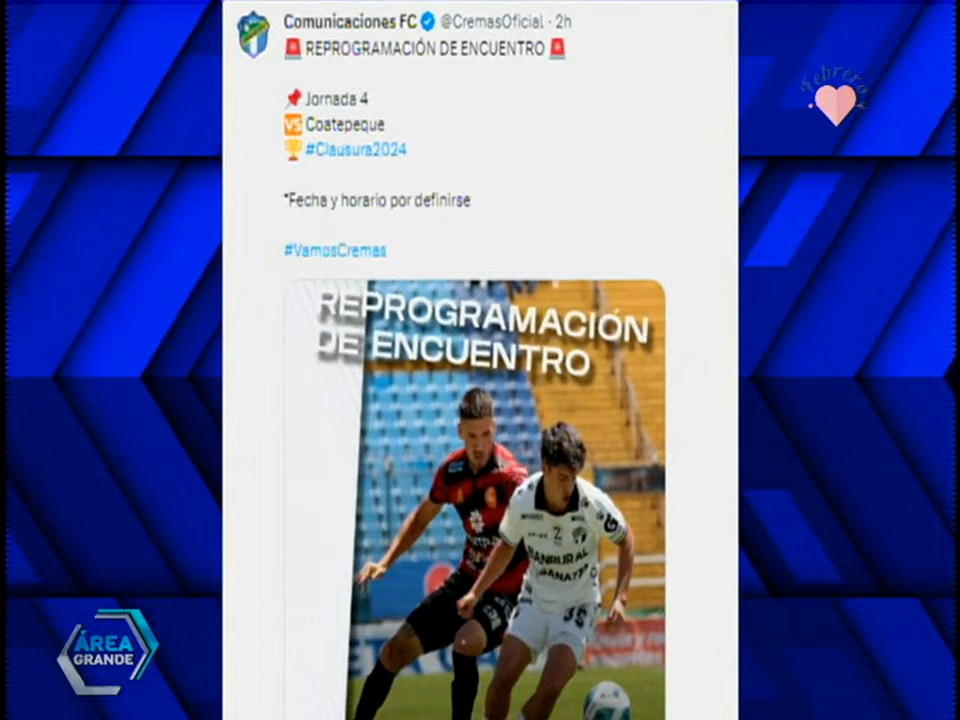 Comunicaciones FC @CremasOficial · 2h
🚨 REPROGRAMACIÓN DE ENCUENTRO 🚨
📌 Jornada 4
🆚 Coatepeque
🏆 #Clausura2024
*Fecha y horario por definirse
#VamosCremas
REPROGRAMACIÓN
DE ENCUENTRO
BANRURAL
36
Febrero
ÁREA
GRANDE